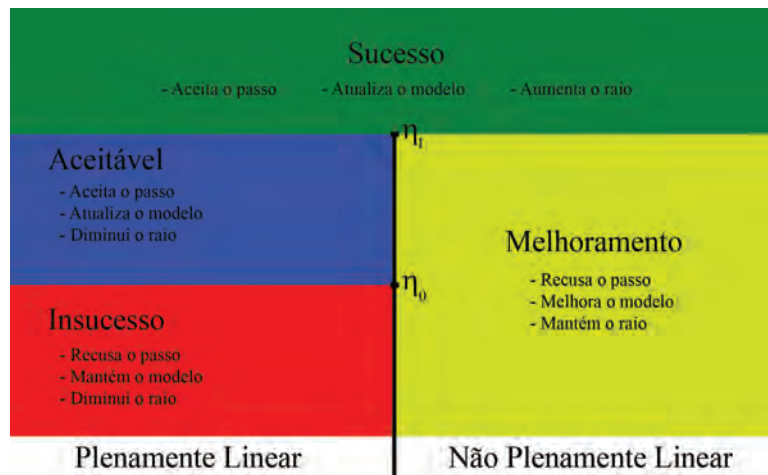 Sucesso
- Aceita o passo - Atualiza o modelo - Aumenta o raio
η1
Aceitável
- Aceita o passo
- Atualiza o modelo
- Diminui o raio
Melhoramento
- Recusa o passo
- Melhora o modelo
- Mantém o raio
η0
Insucesso
- Recusa o passo
- Mantém o modelo
- Diminui o raio
Plenamente Linear
Não Plenamente Linear